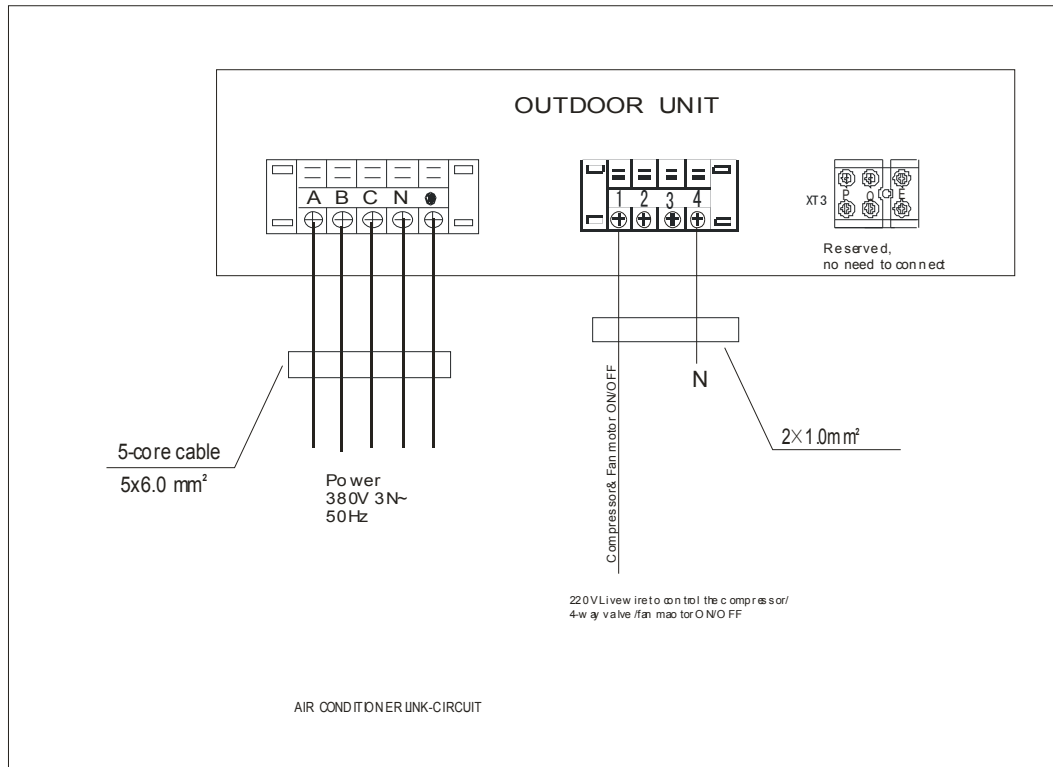 OUTDOOR UNIT
A B C N
1 2 3 4
XT3
P Q E
Reserved,
no need to connect
Compressor& Fan motor ON/OFF
N
2×1.0mm²
5-core cable
5x6.0 mm²
Power
380V 3N~
50Hz
220V Live wire to control the compressor/
4-way valve /fan maotor ON/OFF
AIR CONDITIONER LINK-CIRCUIT